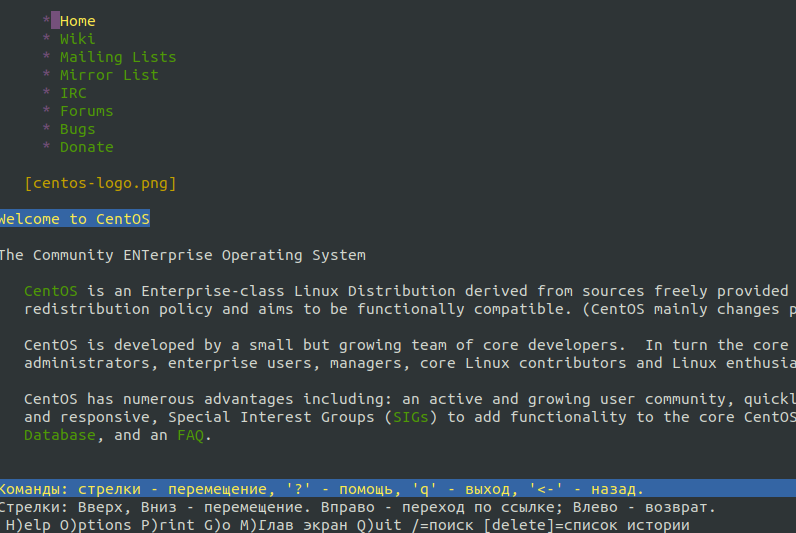 * Home
* Wiki
* Mailing Lists
* Mirror List
* IRC
* Forums
* Bugs
* Donate
[centos-logo.png]
Welcome to CentOS
The Community ENTerprise Operating System
CentOS is an Enterprise-class Linux Distribution derived from sources freely provided
redistribution policy and aims to be functionally compatible. (CentOS mainly changes p
CentOS is developed by a small but growing team of core developers.  In turn the core
administrators, enterprise users, managers, core Linux contributors and Linux enthusia
CentOS has numerous advantages including: an active and growing user community, quickl
and responsive, Special Interest Groups (SIGs) to add functionality to the core CentOS
Database, and an FAQ.
Команды: стрелки - перемещение, '?' - помощь, 'q' - выход, '<-' - назад.
Стрелки: Вверх, Вниз - перемещение. Вправо - переход по ссылке; Влево - возврат.
H)elp O)ptions P)rint G)o M)Глав экран Q)uit /=поиск [delete]=список истории